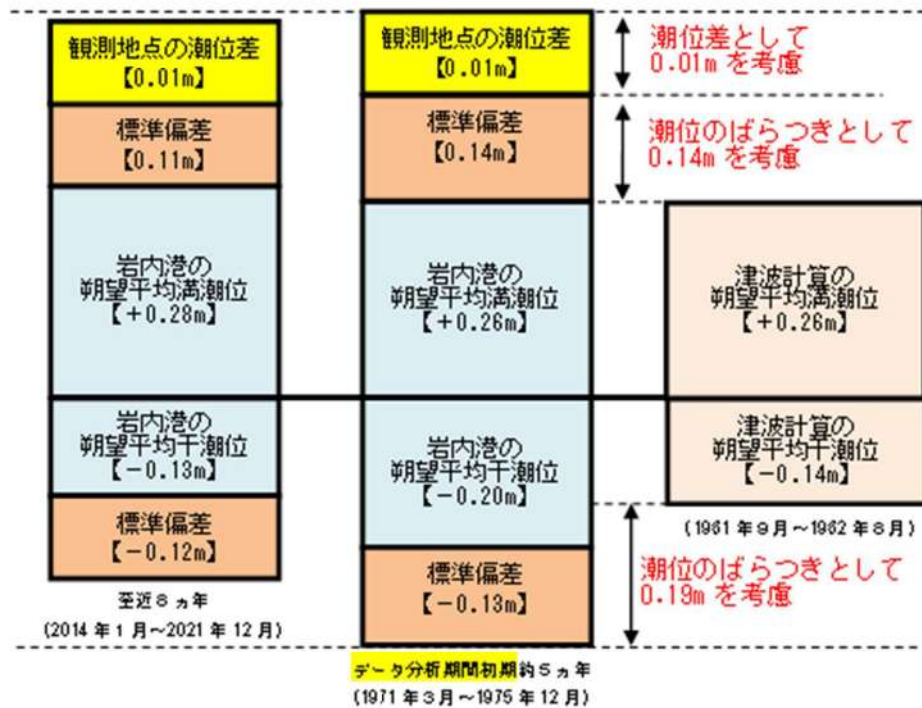 観測地点の潮位差
【0.01m】
標準偏差
【0.11m】
岩内港の
朔望平均満潮位
【+0.28m】
岩内港の
朔望平均干潮位
【-0.13m】
標準偏差
【-0.12m】
至近8ヵ年
(2014年1月~2021年12月)
観測地点の潮位差
【0.01m】
標準偏差
【0.14m】
岩内港の
朔望平均満潮位
【+0.26m】
岩内港の
朔望平均干潮位
【-0.20m】
標準偏差
【-0.13m】
データ分析期間初期約5ヵ年
(1971年3月~1975年12月)
潮位差として
0.01mを考慮
潮位のばらつきとして
0.14mを考慮
津波計算の
朔望平均満潮位
【+0.26m】
津波計算の
朔望平均干潮位
【-0.14m】
(1961年9月~1962年8月)
潮位のばらつきとして
0.19mを考慮